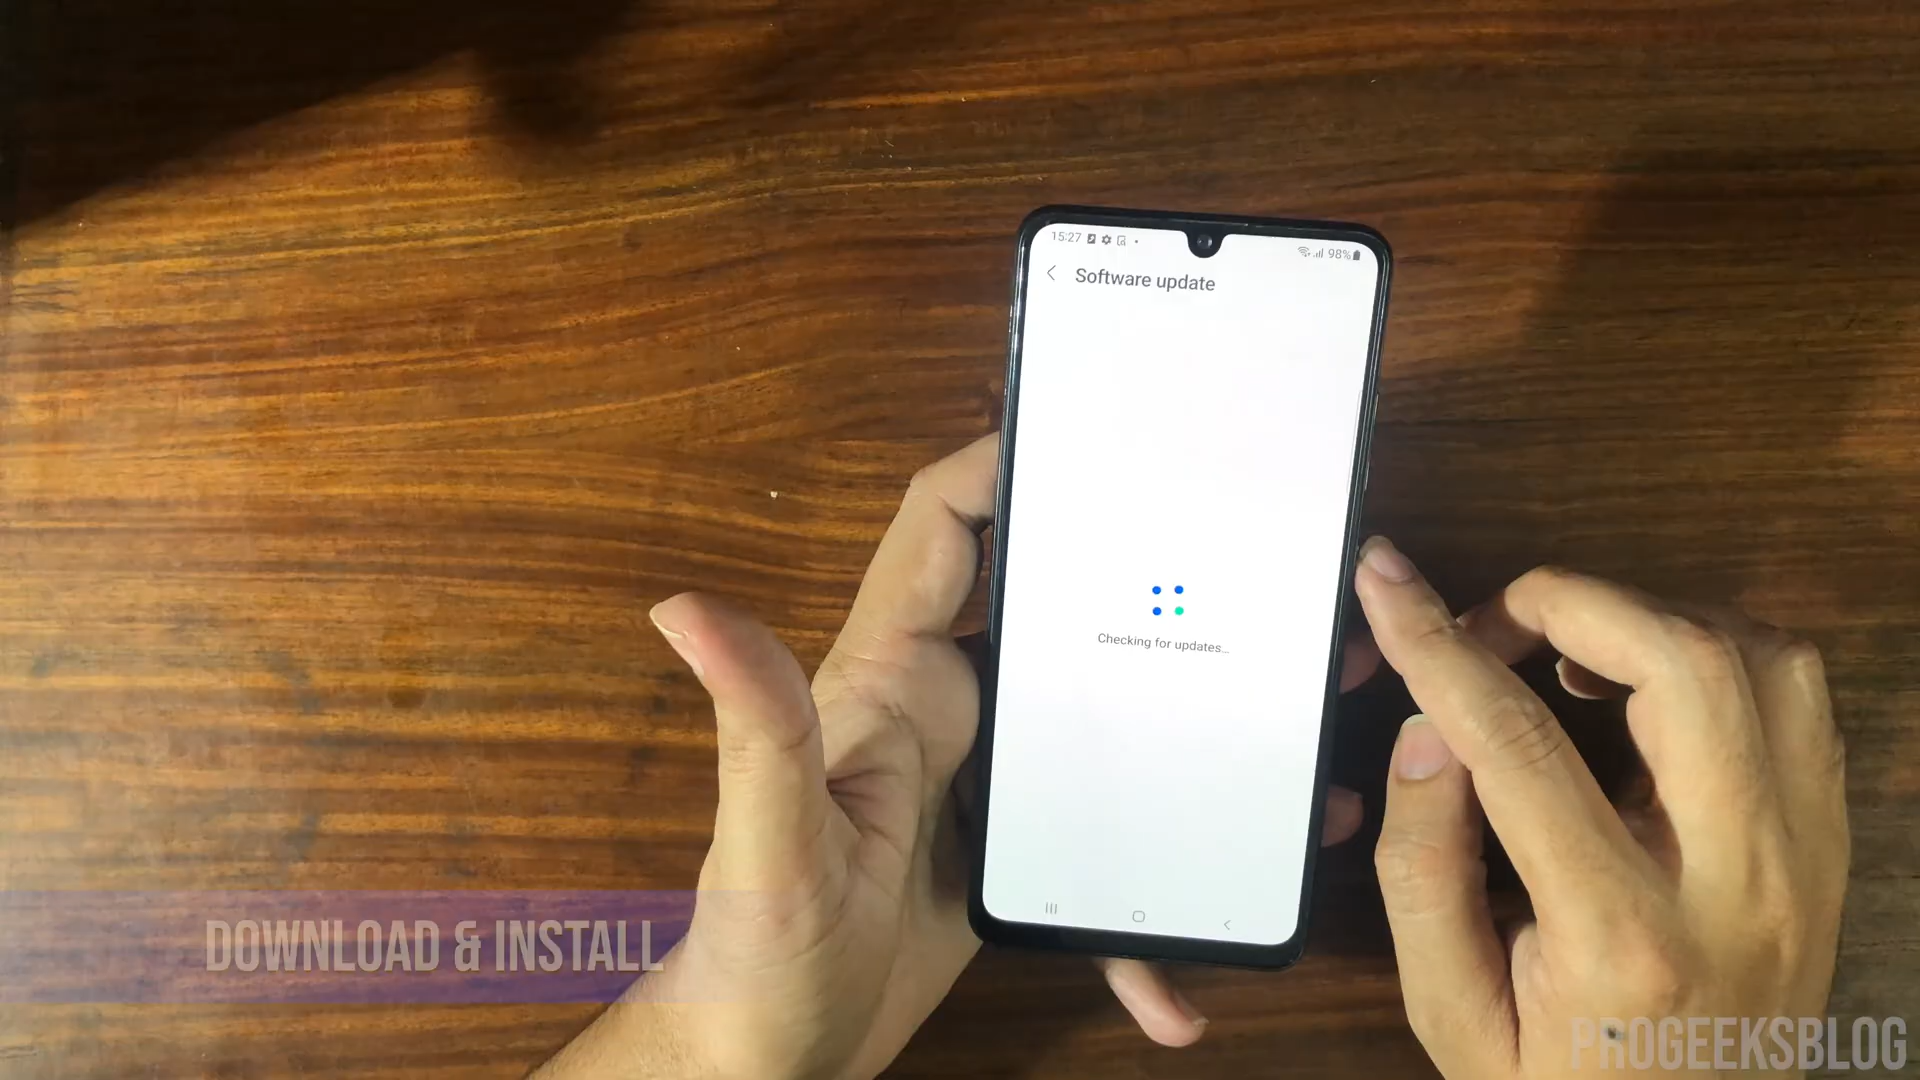 15:27
98%
Software update
Checking for updates...
DOWNLOAD & INSTALL
PROGEEKSBLOG